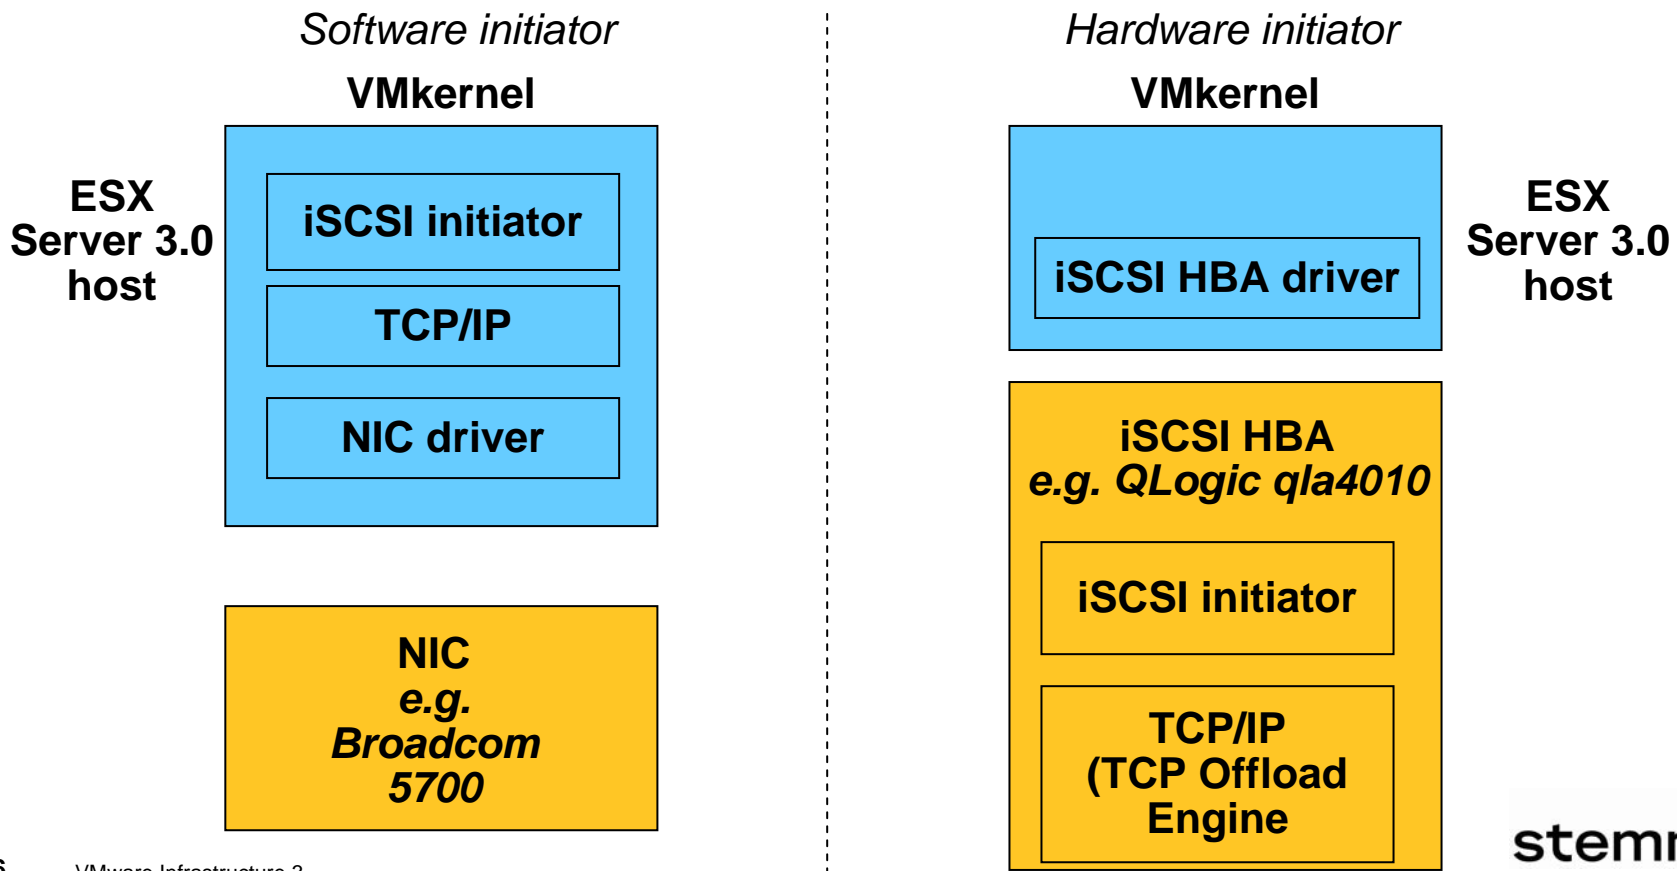 Software initiator
VMkernel
ESX
Server 3.0
host
iSCSI initiator
TCP/IP
NIC driver
NIC
e.g.
Broadcom
5700
Hardware initiator
VMkernel
iSCSI HBA driver
ESX
Server 3.0
host
iSCSI HBA
e.g. QLogic qla4010
iSCSI initiator
TCP/IP
(TCP Offload
Engine
VMware Infrastructure